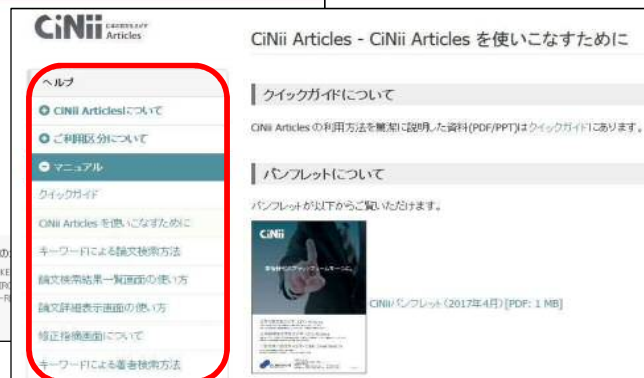 CiNii
Articles
ヘルプ
CiNii Articlesについて
ご利用区分について
マニュアル
クイックガイド
CiNii Articles を使いこなすために
キーワードによる論文検索方法
論文検索結果一覧画面の使い方
論文詳細表示画面の使い方
修正指摘画面について
キーワードによる著者検索方法
CiNii Articles - CiNii Articles を使いこなすために
クイックガイドについて
CiNii Articles の利用方法を簡潔に説明した資料(PDF/PPT)はクイックガイドにあります。
パンフレットについて
パンフレットが以下からご覧いただけます。
CiNii
CiNiiパンフレット(2017年4月) [PDF: 1 MB]